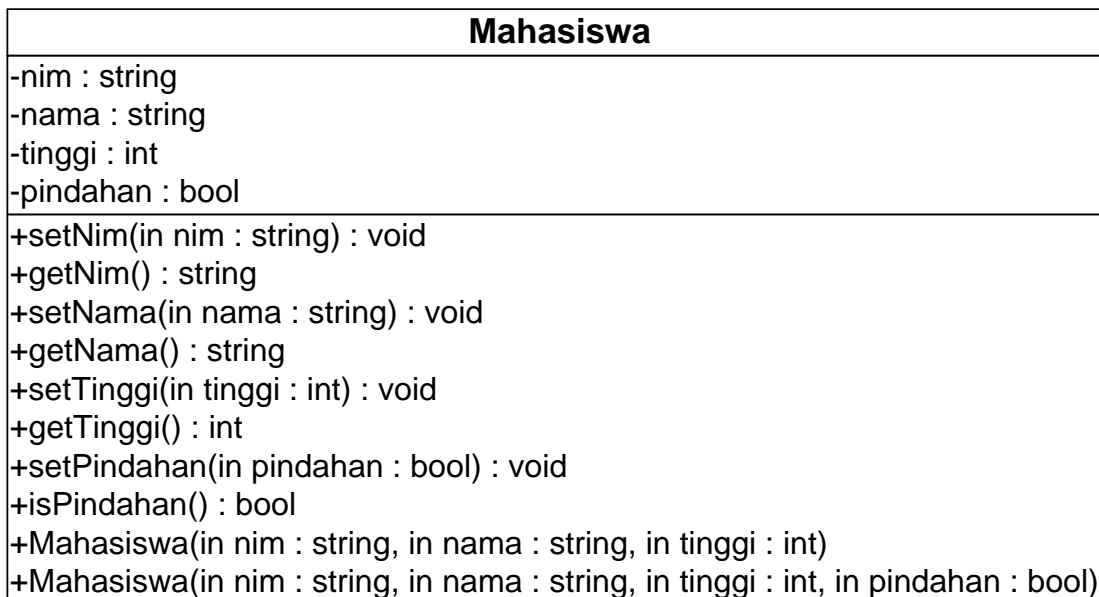 Mahasiswa
-nim : string
-nama : string
-tinggi : int
-pindahan : bool
+setNim(in nim : string) : void
+getNim() : string
+setNama(in nama : string) : void
+getNama() : string
+setTinggi(in tinggi : int) : void
+getTinggi() : int
+setPindahan(in pindahan : bool) : void
+isPindahan() : bool
+Mahasiswa(in nim : string, in nama : string, in tinggi : int)
+Mahasiswa(in nim : string, in nama : string, in tinggi : int, in pindahan : bool)